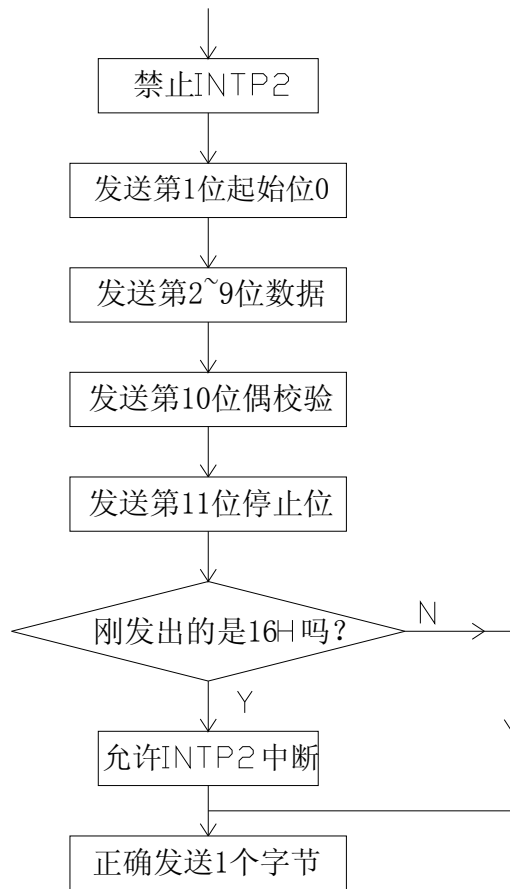 禁止INTP2
发送第1位起始位0
发送第2~9位数据
发送第10位偶校验
发送第11位停止位
刚发出的是16H吗?
N
Y
允许INTP2中断
正确发送1个字节